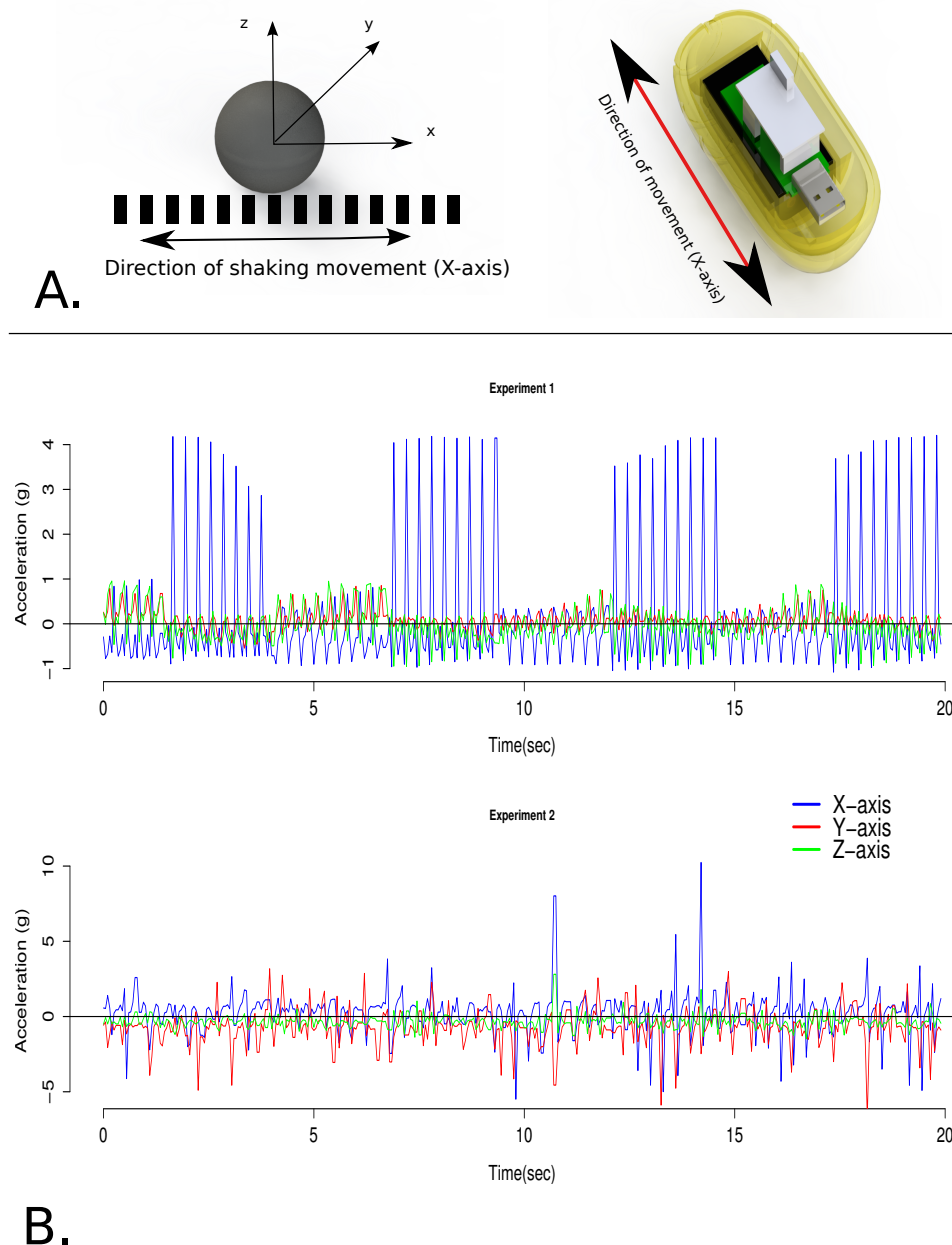 z
y
x
Direction of shaking movement (X-axis)
A.
Direction of movement (X-axis)
Experiment 1
Acceleration (g)
4
3
2
1
0
−1
0 5 10 15 20
Time(sec)
Experiment 2
X−axis
Y−axis
Z−axis
Acceleration (g)
10
5
0
−5
0 5 10 15 20
Time(sec)
B.